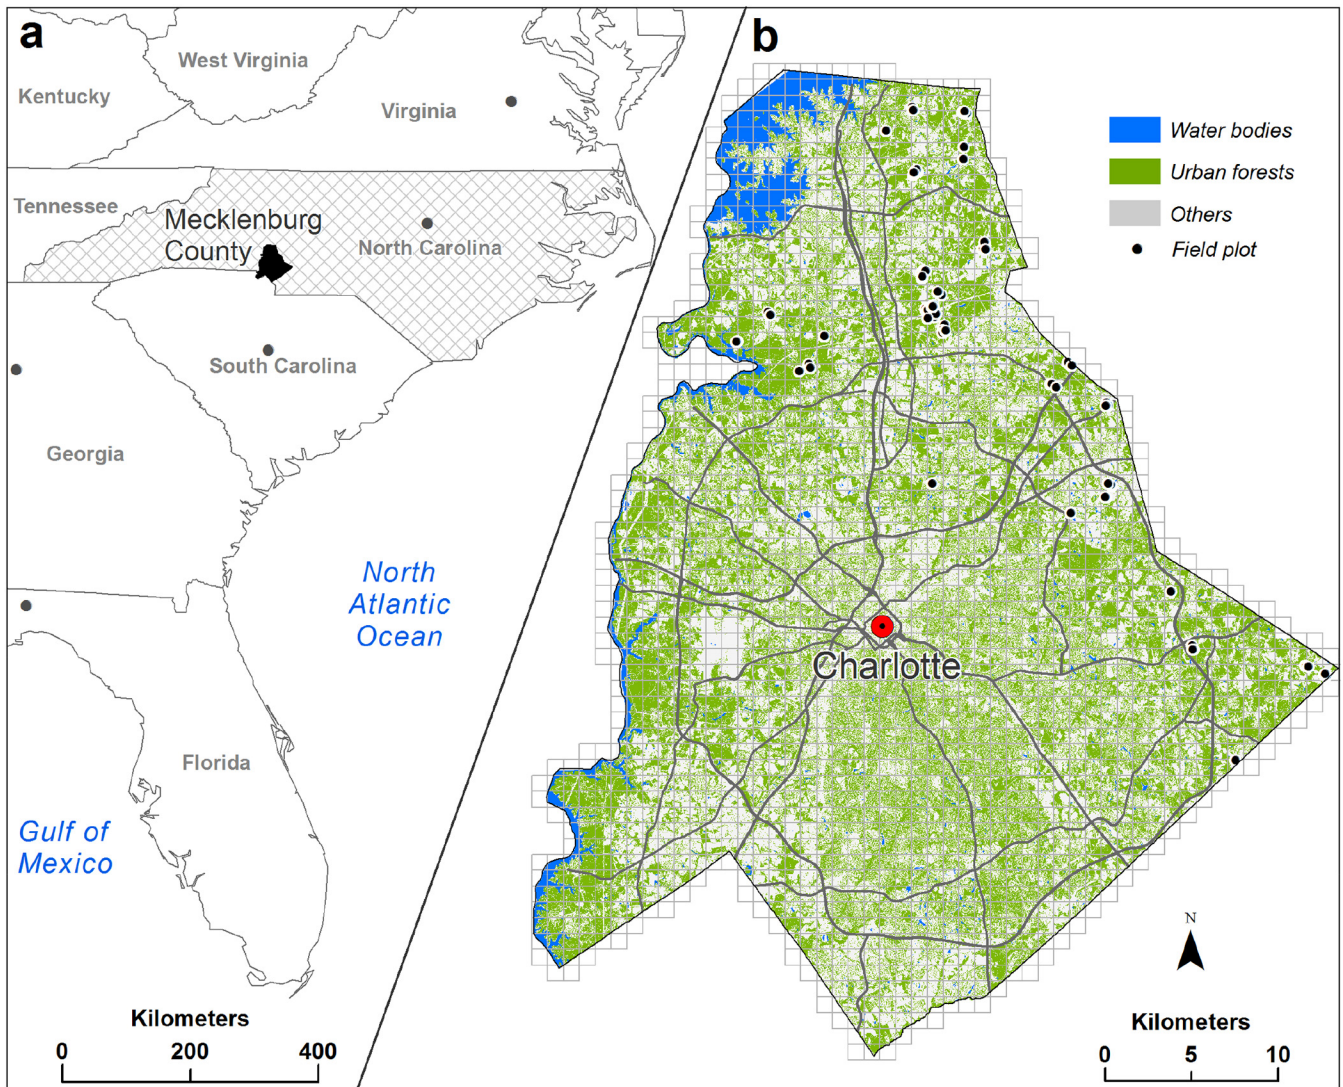 a
West Virginia
Kentucky
Virginia
Tennessee
Mecklenburg
County
North Carolina
South Carolina
Georgia
North
Atlantic
Ocean
Florida
Gulf of
Mexico
Kilometers
0 200 400
b
Water bodies
Urban forests
Others
Field plot
Charlotte
N
Kilometers
0 5 10